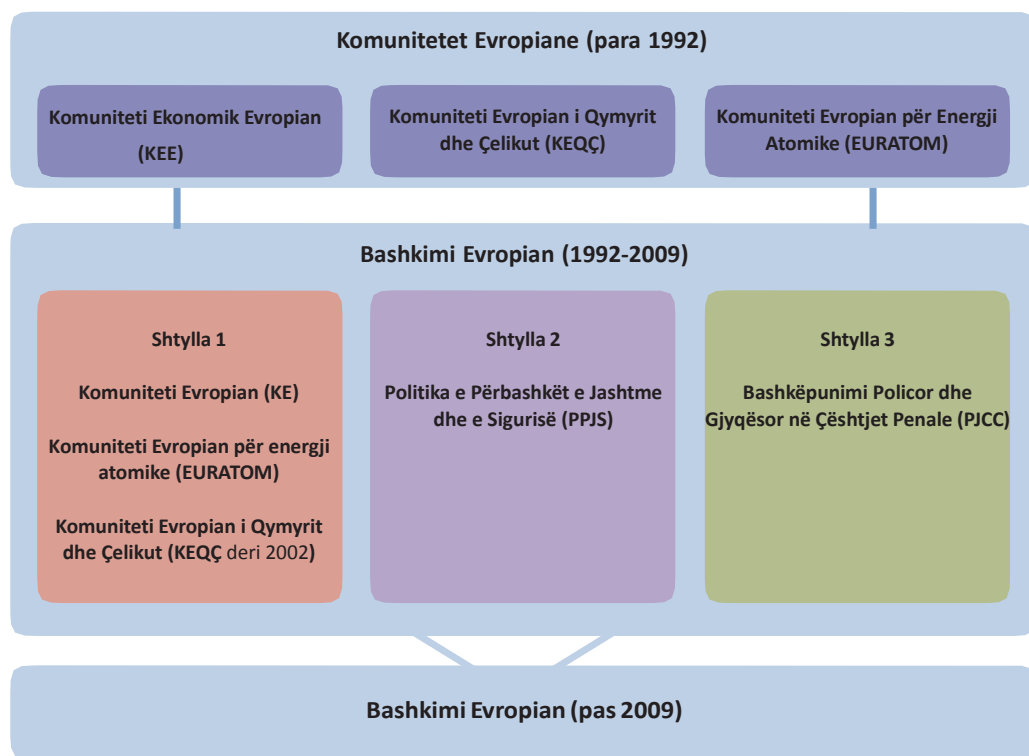 Komunitetet Evropiane (para 1992)
Komuniteti Ekonomik Evropian
(KEE)
Komuniteti Evropian i Qymyrit
dhe Çelikut (KEQÇ)
Komuniteti Evropian për Energji
Atomike (EURATOM)
Bashkimi Evropian (1992-2009)
Shtylla 1
Komuniteti Evropian (KE)
Komuniteti Evropian për energji
atomike (EURATOM)
Komuniteti Evropian i Qymyrit
dhe Çelikut (KEQÇ deri 2002)
Shtylla 2
Politika e Përbashkët e Jashtme
dhe e Sigurisë (PPJS)
Shtylla 3
Bashkëpunimi Policor dhe
Gjyqësor në Çështjet Penale (PJCC)
Bashkimi Evropian (pas 2009)